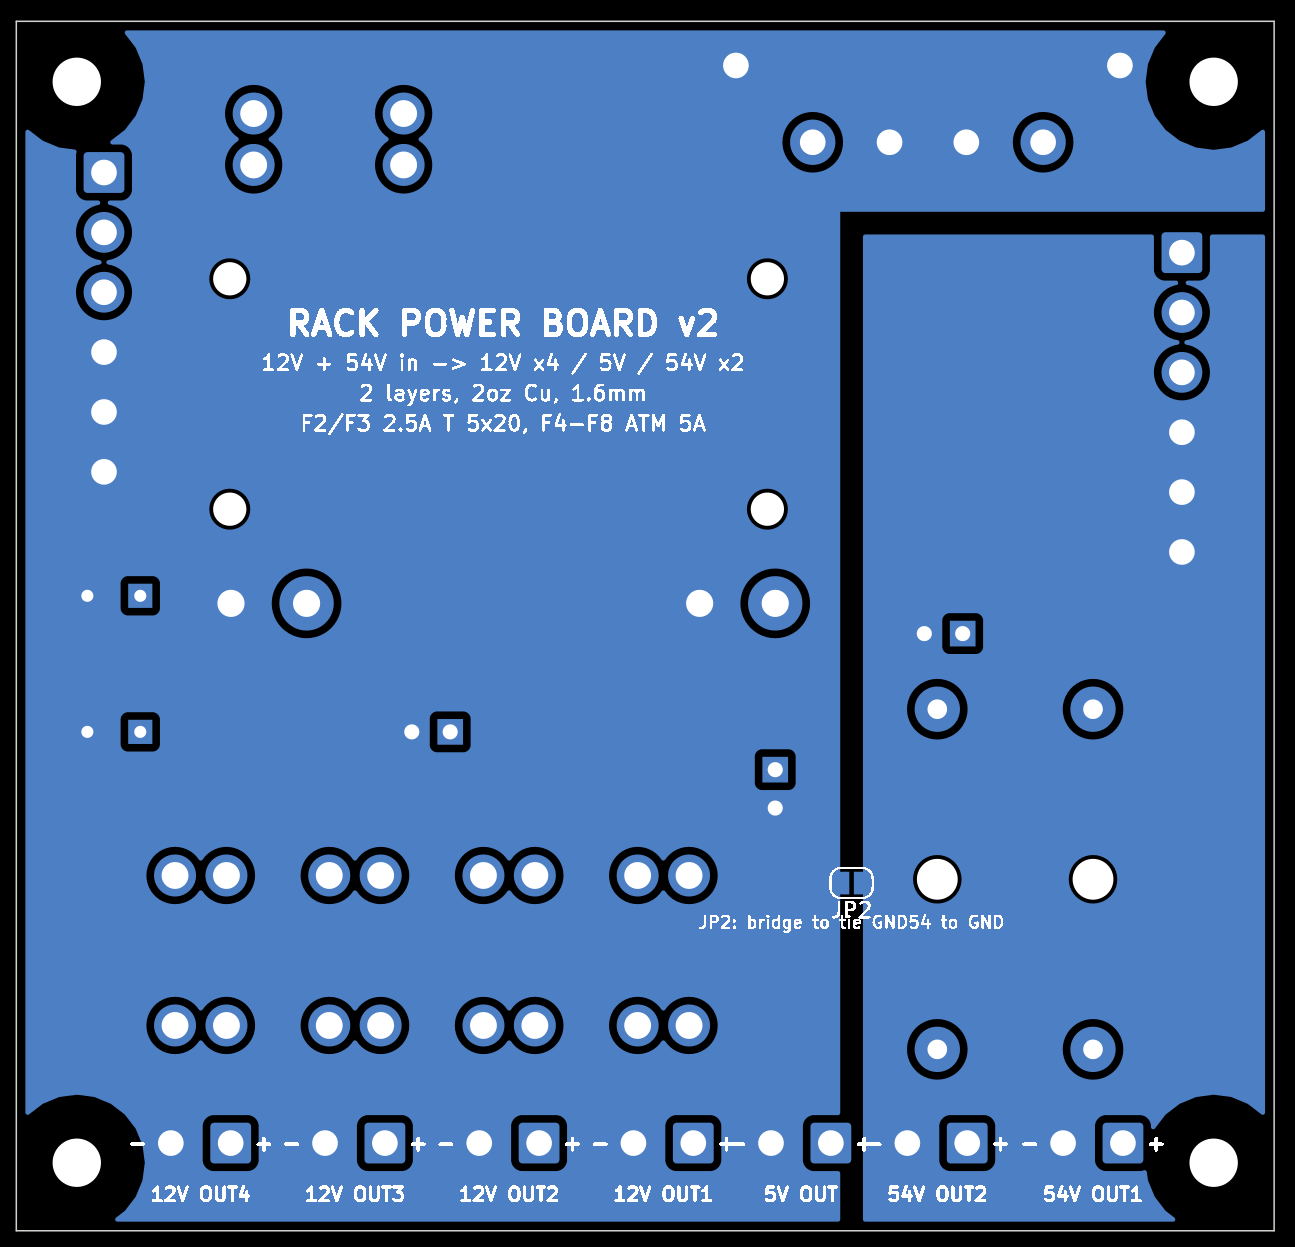 RACK POWER BOARD v2
12V + 54V in -> 12V x4 / 5V / 54V x2
2 layers, 2oz Cu, 1.6mm
F2/F3 2.5A T 5x20, F4-F8 ATM 5A
JP2
JP2: bridge to tie GND54 to GND
- + - + - + - + - + - + - +
12V OUT4 12V OUT3 12V OUT2 12V OUT1 5V OUT 54V OUT2 54V OUT1